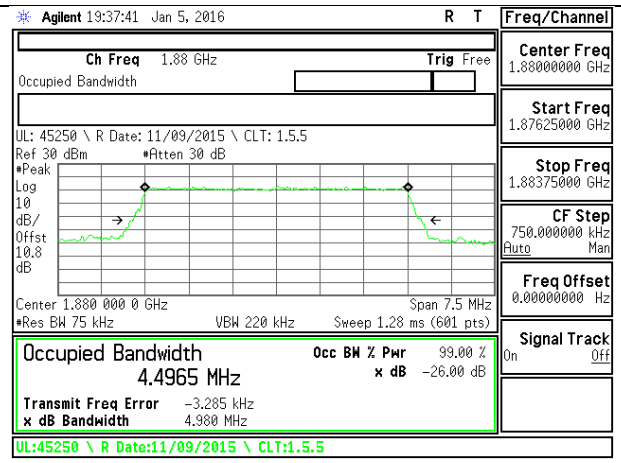 Agilent 19:37:41 Jan 5, 2016 R T
Freq/Channel
Ch Freq 1.88 GHz Trig Free
Occupied Bandwidth
Center Freq
1.88000000 GHz
Start Freq
1.87625000 GHz
Stop Freq
1.88375000 GHz
CF Step
750.000000 kHz
Auto Man
Freq Offset
0.00000000 Hz
Signal Track
On Off
UL: 45250 \ R Date: 11/09/2015 \ CLT: 1.5.5
Ref 30 dBm #Atten 30 dB
#Peak
Log
10
dB/
Offst
10.8
dB
Center 1.880 000 0 GHz Span 7.5 MHz
#Res BW 75 kHz VBW 220 kHz Sweep 1.28 ms (601 pts)
Occupied Bandwidth Occ BW % Pwr 99.00 %
4.4965 MHz x dB -26.00 dB
Transmit Freq Error -3.285 kHz
x dB Bandwidth 4.980 MHz
UL:45250 \ R Date:11/09/2015 \ CLT:1.5.5